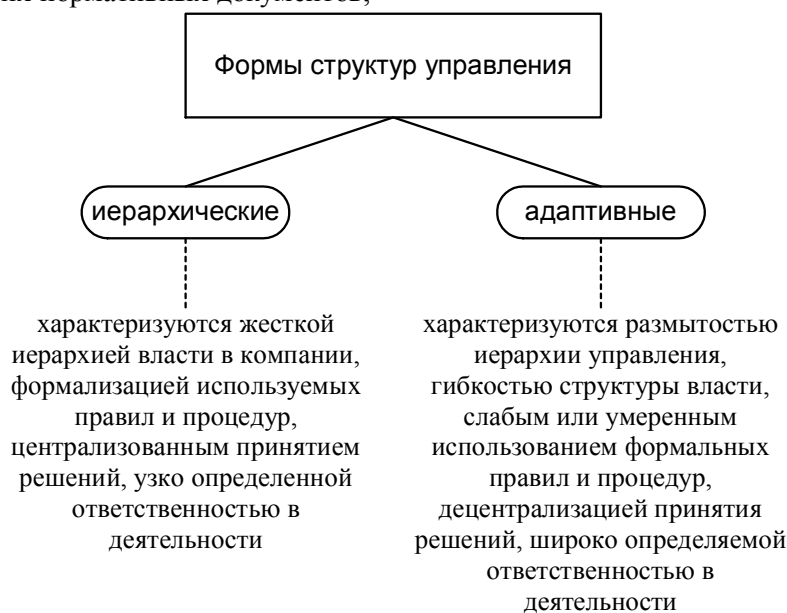 нормативных документов;
Формы структур управления
иерархические
адаптивные
характеризуются жесткой
иерархией власти в компании,
формализацией используемых
правил и процедур,
централизованным принятием
решений, узко определенной
ответственностью в
деятельности
характеризуются размытостью
иерархии управления,
гибкостью структуры власти,
слабым или умеренным
использованием формальных
правил и процедур,
децентрализацией принятия
решений, широко определяемой
ответственностью в
деятельности